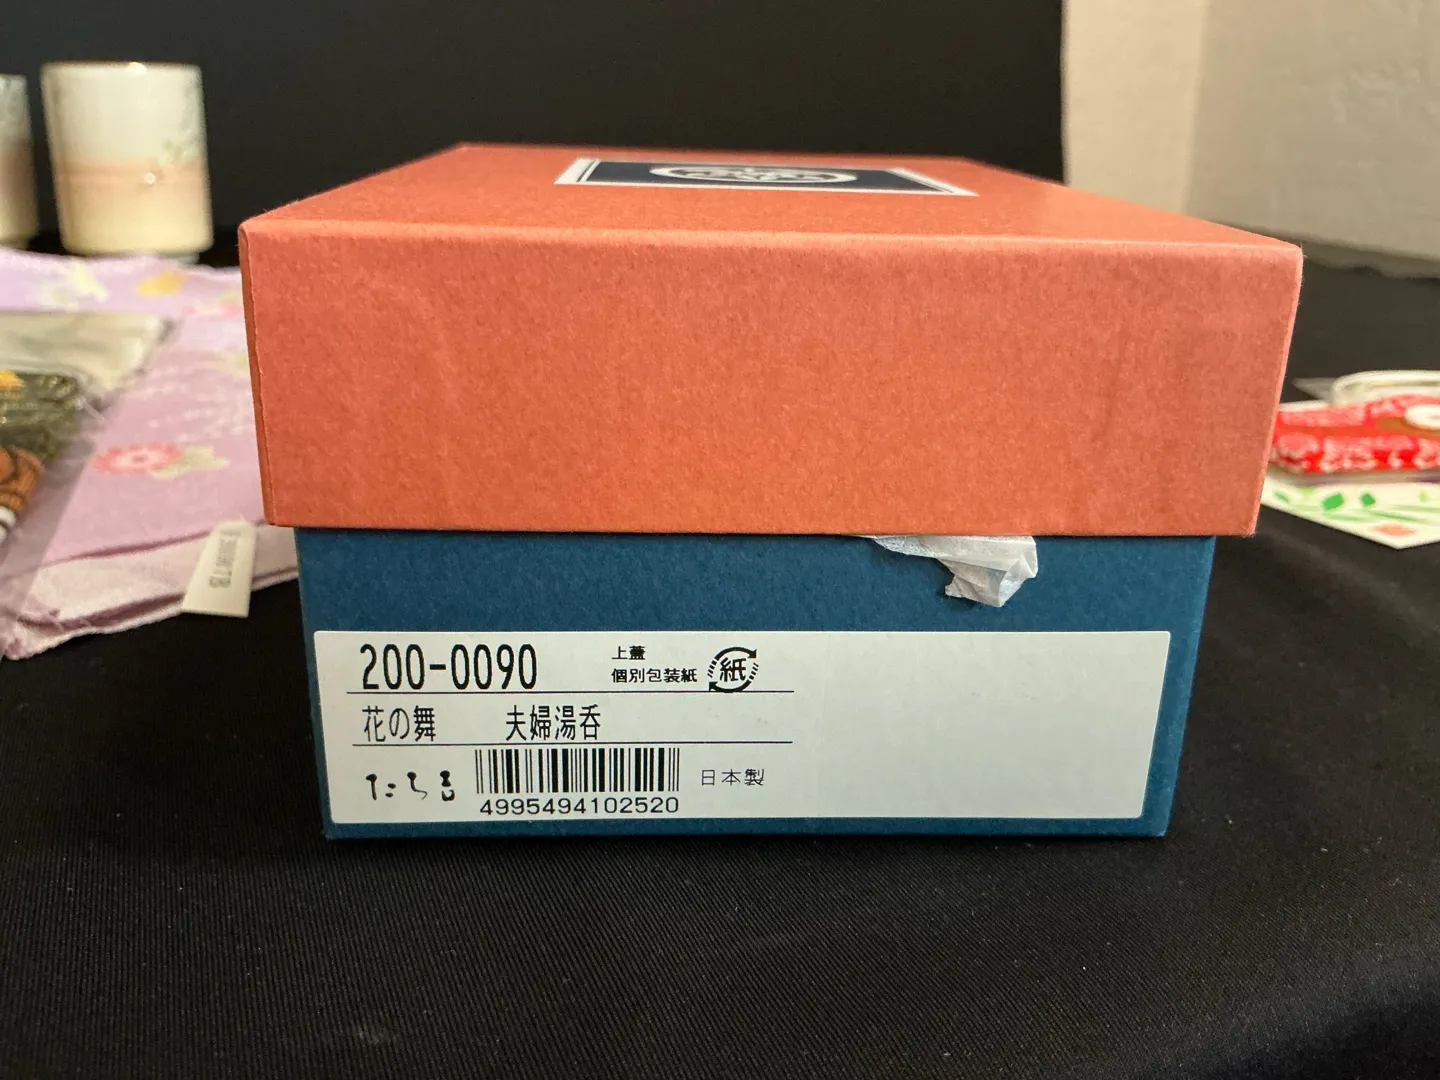 200-0090
上蓋
個別包装紙 紙
花の舞 夫婦湯呑
たち吉
4995494102520
日本製